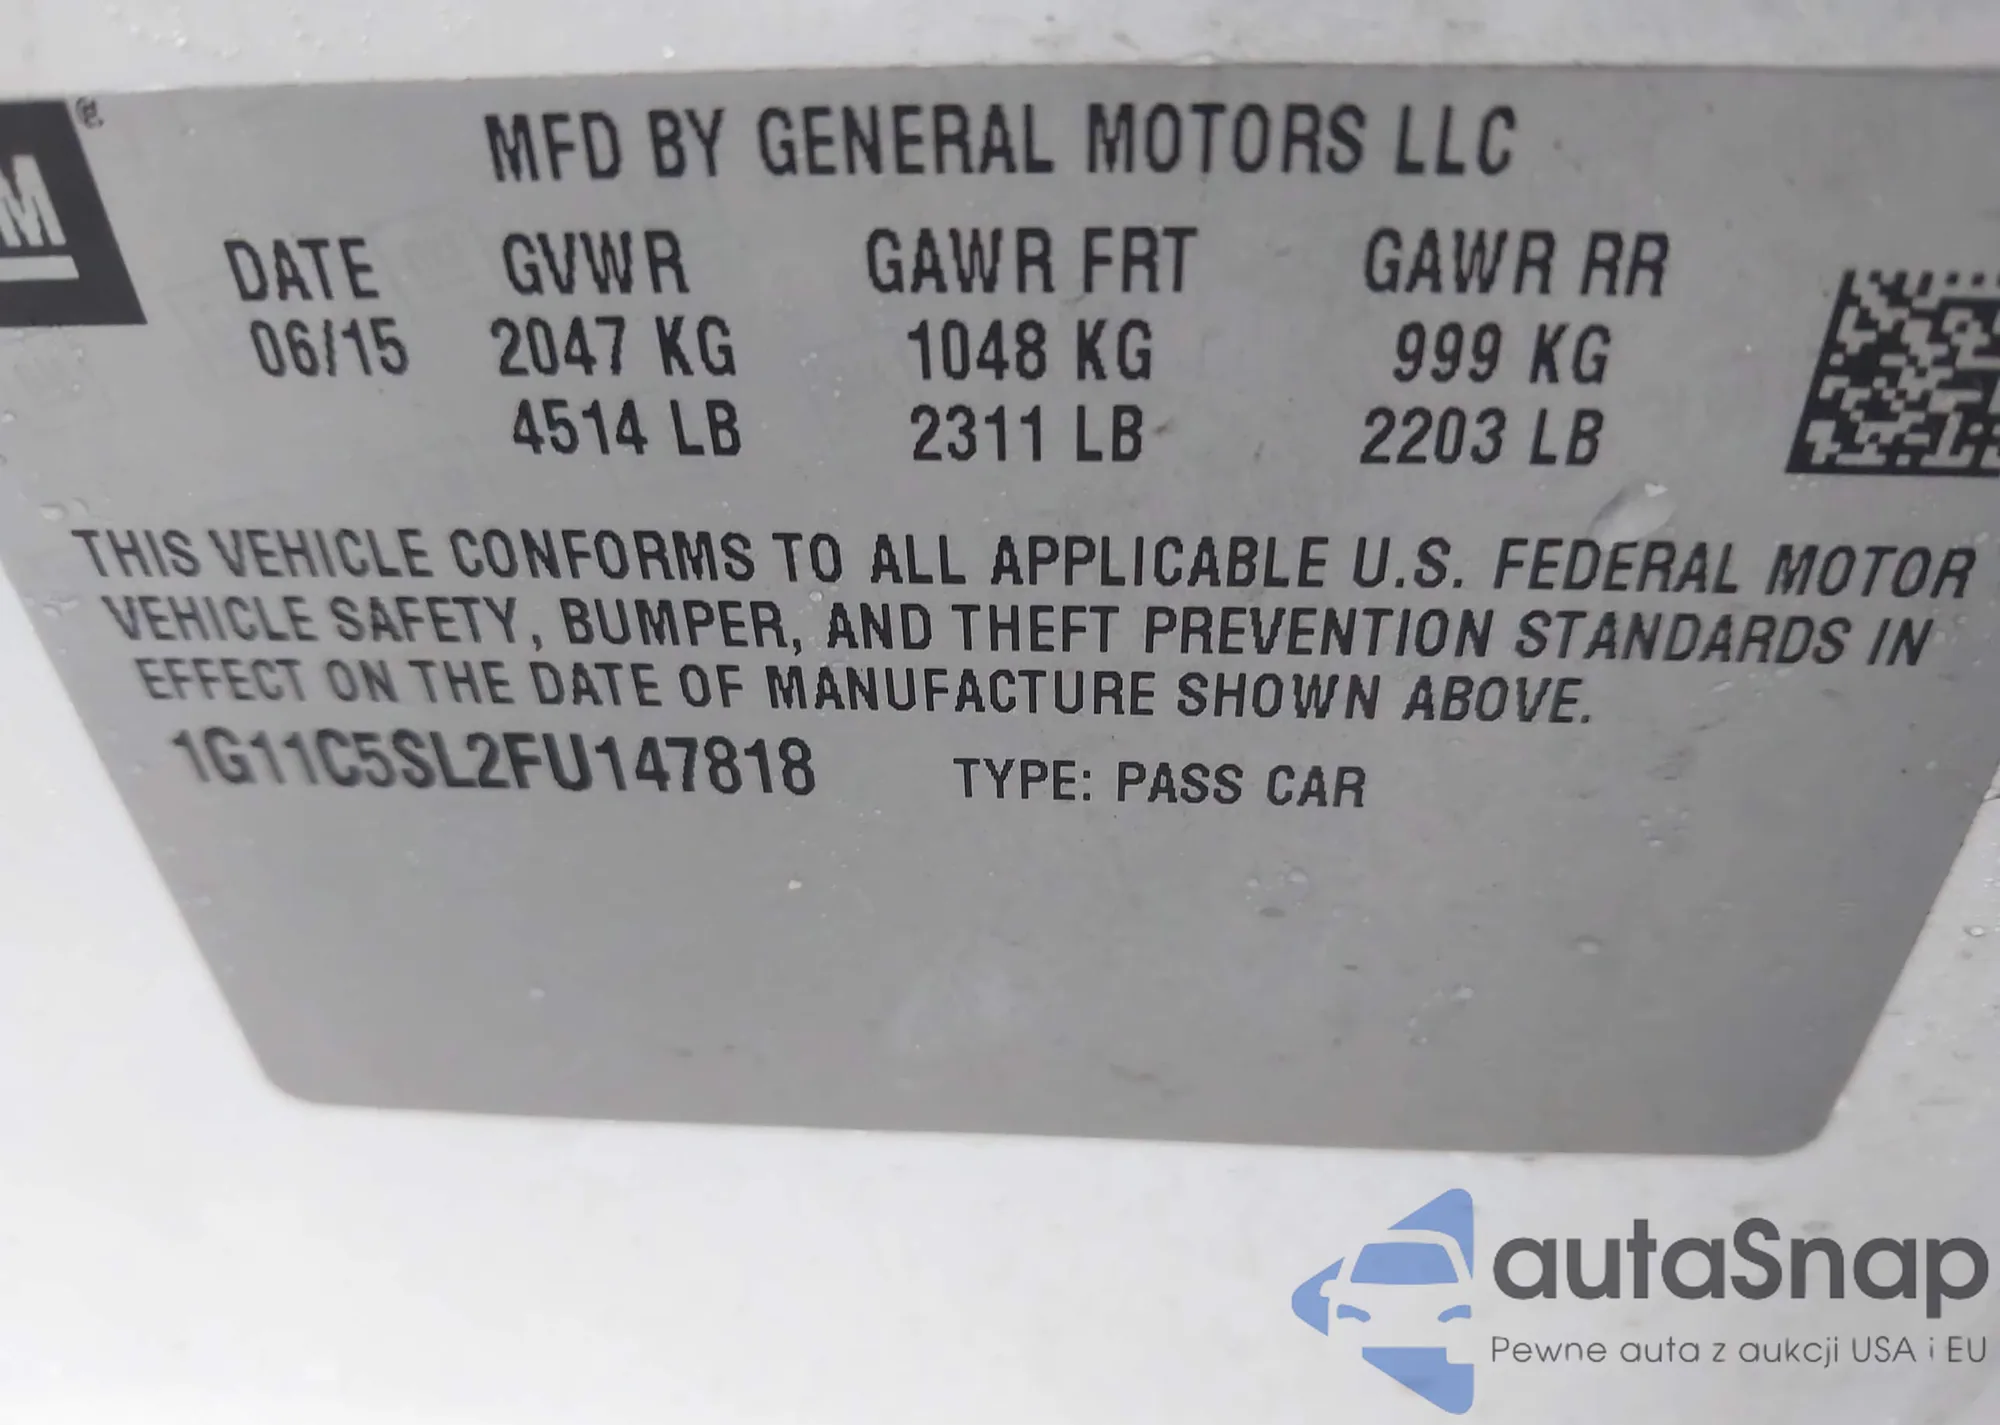 M
®
MFD BY GENERAL MOTORS LLC
DATE GVWR GAWR FRT GAWR RR
06/15 2047 KG 1048 KG 999 KG
4514 LB 2311 LB 2203 LB
THIS VEHICLE CONFORMS TO ALL APPLICABLE U.S. FEDERAL MOTOR
VEHICLE SAFETY, BUMPER, AND THEFT PREVENTION STANDARDS IN
EFFECT ON THE DATE OF MANUFACTURE SHOWN ABOVE.
1G11C5SL2FU147818 TYPE: PASS CAR
autaSnap
Pewne auta z aukcji USA i EU